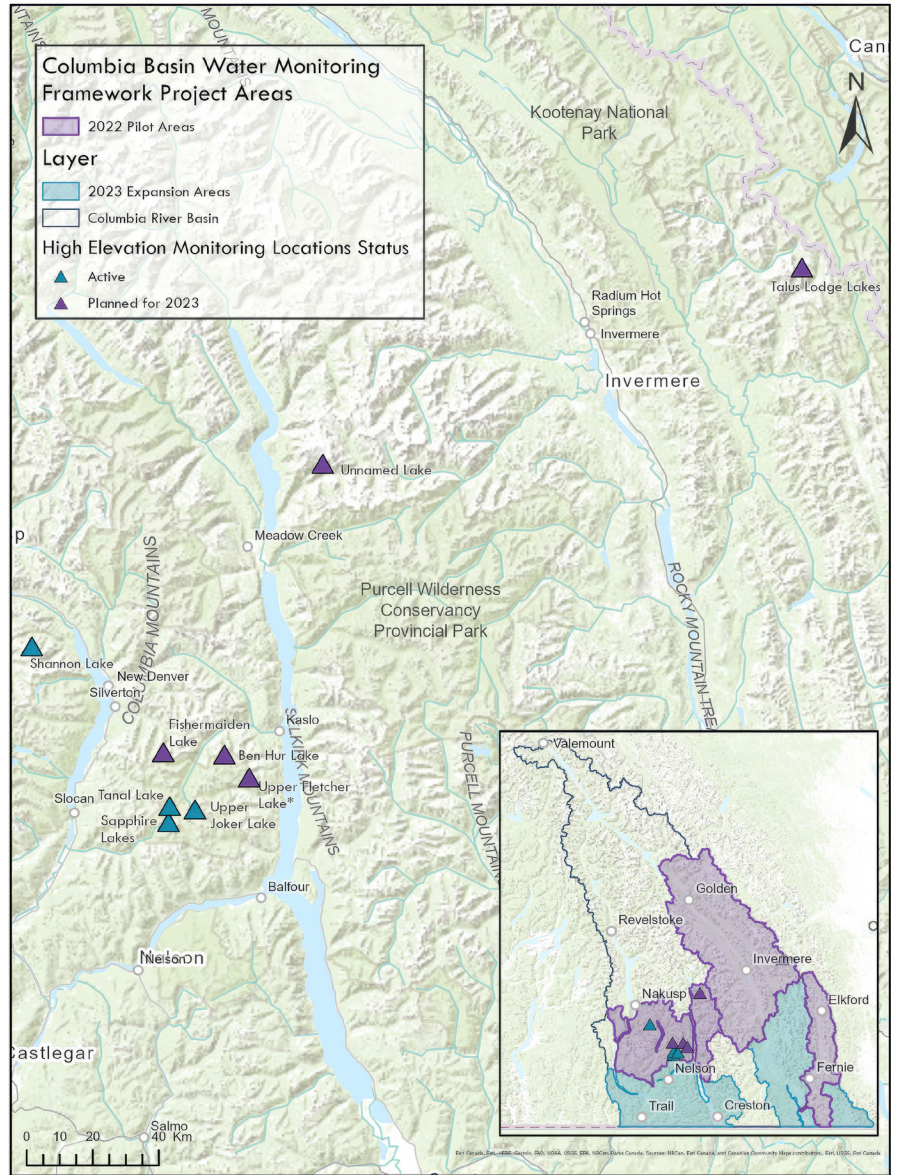 Columbia Basin Water Monitoring
Framework Project Areas
2022 Pilot Areas
Layer
2023 Expansion Areas
Columbia River Basin
High Elevation Monitoring Locations Status
Active
Planned for 2023
MOUNTAINS
N
Kootenay National
Park
Talus Lodge Lakes
Radium Hot
Springs
Invermere
Invermere
Unnamed Lake
Meadow Creek
COLUMBIA MOUNTAINS
Purcell Wilderness
Conservancy
Provincial Park
ROCKY MOUNTAIN TRE
Shannon Lake
New Denver
Silverton
Fishermaiden
Lake
Kaslo
Ben Hur Lake
SELKIRK MOUNTAINS
PURCELL MOUNTAIN
Upper Fletcher
Lake*
Tanal Lake
Slocan
Upper
Joker Lake
Sapphire
Lakes
Balfour
Nelson
Nelson
Castlegar
Salmo
0 10 20 40 Km
Valemount
Golden
Revelstoke
Invermere
Nakusp
Elkford
Nelson
Fernie
Trail
Creston